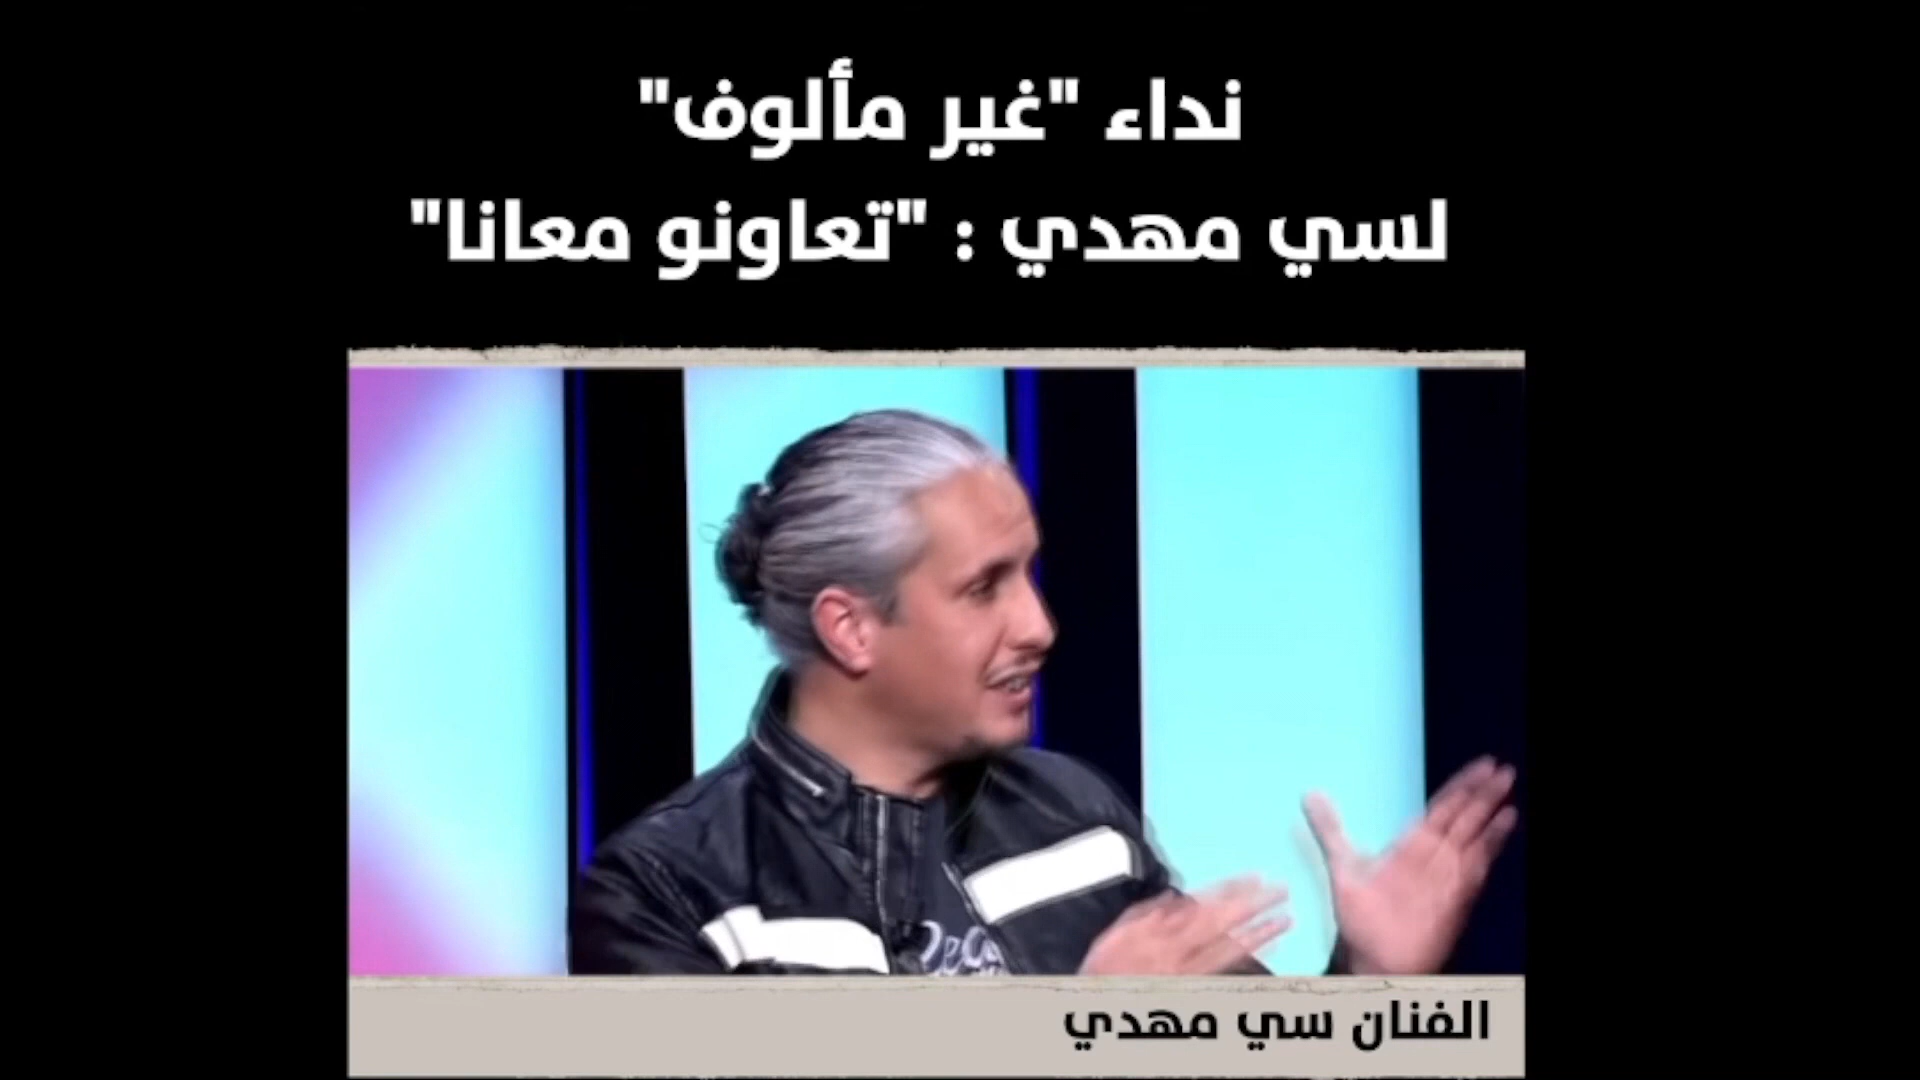 نداء "غير مألوف"
لسي مهدي : "تعاونو معانا"
الفنان سي مهدي